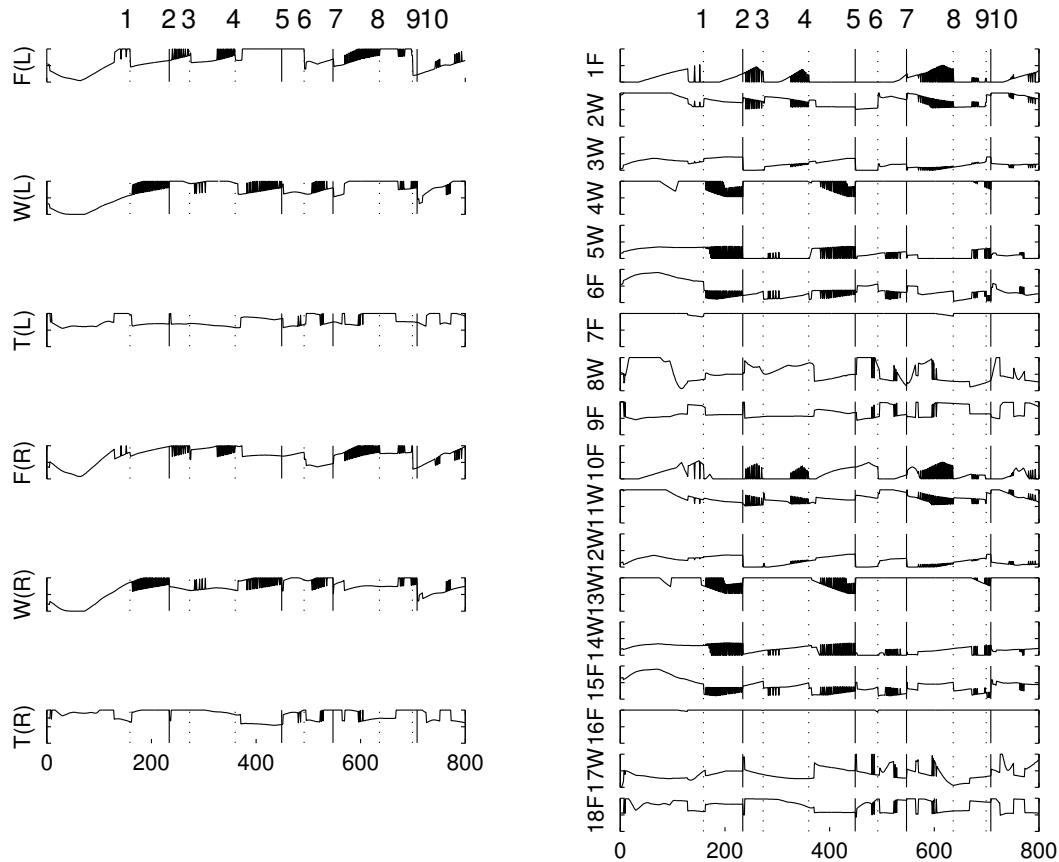 1 2 3 4 5 6 7 8 9 10
F(L)
W(L)
T(L)
F(R)
W(R)
T(R)
0 200 400 600 800
1 2 3 4 5 6 7 8 9 10
1F
2W
3W
4W
5W
6F
7F
8W
9F
10F
11W
12W
13W
14W
15F
16F
17W
18F
0 200 400 600 800